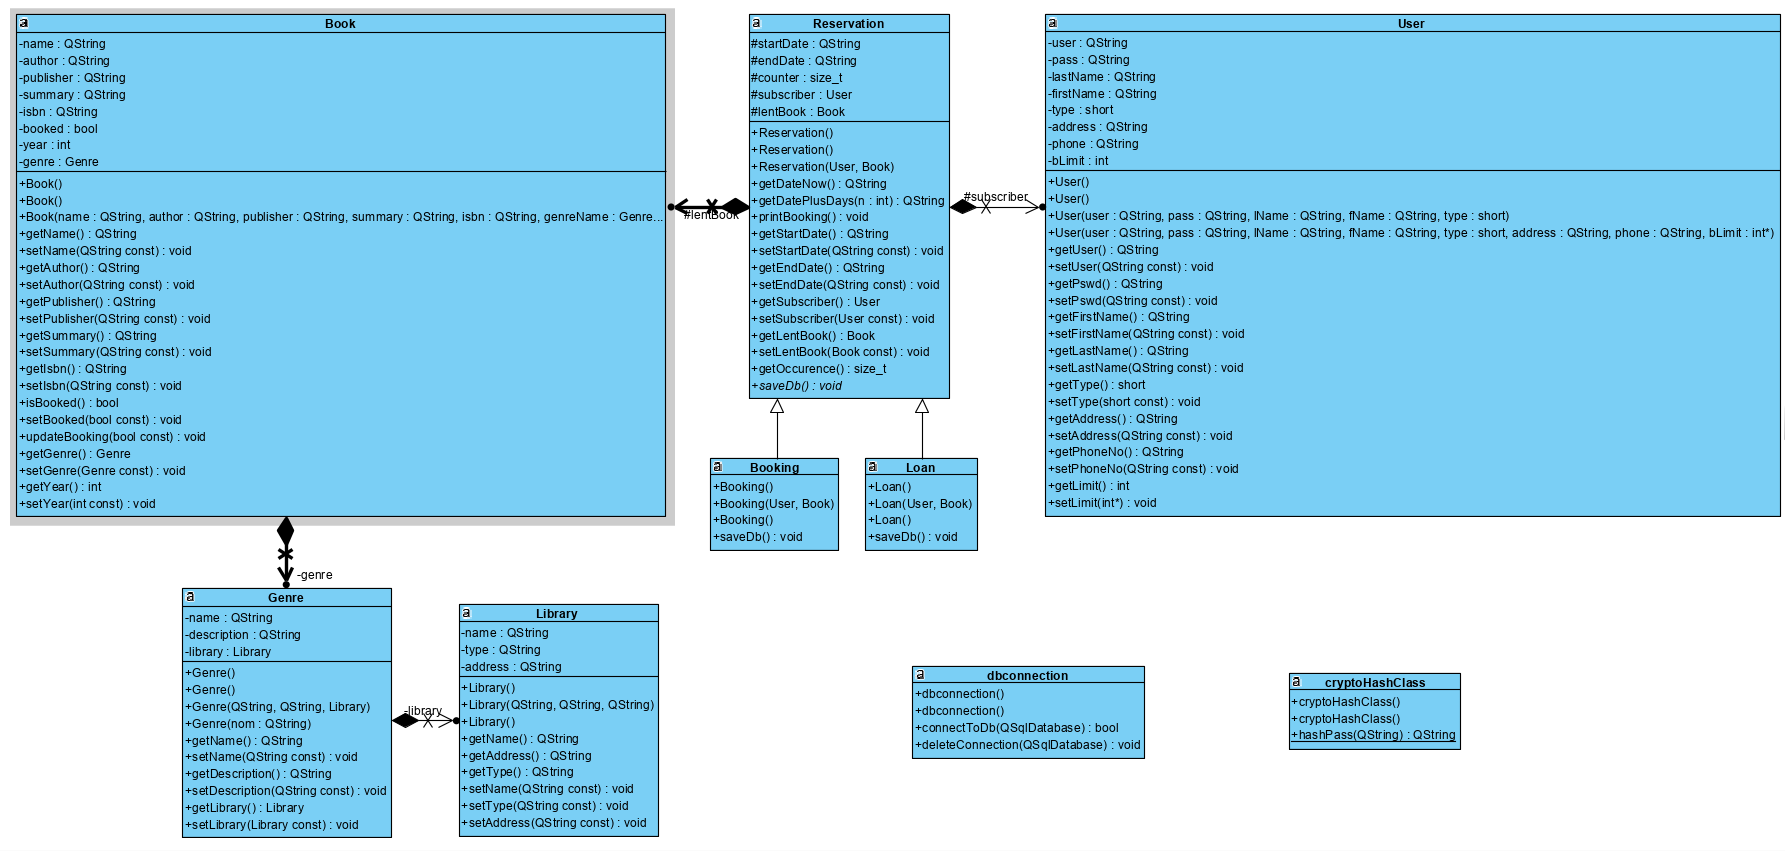 a Book
-name : QString
-author : QString
-publisher : QString
-summary : QString
-isbn : QString
-booked : bool
-year : int
-genre : Genre
+Book()
+Book()
+Book(name : QString, author : QString, publisher : QString, summary : QString, isbn : QString, genreName : Genre...
+getName() : QString
+setName(QString const) : void
+getAuthor() : QString
+setAuthor(QString const) : void
+getPublisher() : QString
+setPublisher(QString const) : void
+getSummary() : QString
+setSummary(QString const) : void
+getIsbn() : QString
+setIsbn(QString const) : void
+isBooked() : bool
+setBooked(bool const) : void
+updateBooking(bool const) : void
+getGenre() : Genre
+setGenre(Genre const) : void
+getYear() : int
+setYear(int const) : void
#lentBook
a Reservation
#startDate : QString
#endDate : QString
#counter : size_t
#subscriber : User
#lentBook : Book
+Reservation()
+Reservation()
+Reservation(User, Book)
+getDateNow() : QString
+getDatePlusDays(n : int) : QString
+printBooking() : void
+getStartDate() : QString
+setStartDate(QString const) : void
+getEndDate() : QString
+setEndDate(QString const) : void
+getSubscriber() : User
+setSubscriber(User const) : void
+getLentBook() : Book
+setLentBook(Book const) : void
+getOccurence() : size_t
+saveDb() : void
#subscriber
a User
-user : QString
-pass : QString
-lastName : QString
-firstName : QString
-type : short
-address : QString
-phone : QString
-bLimit : int
+User()
+User()
+User(user : QString, pass : QString, lName : QString, fName : QString, type : short)
+User(user : QString, pass : QString, lName : QString, fName : QString, type : short, address : QString, phone : QString, bLimit : int*)
+getUser() : QString
+setUser(QString const) : void
+getPswd() : QString
+setPswd(QString const) : void
+getFirstName() : QString
+setFirstName(QString const) : void
+getLastName() : QString
+setLastName(QString const) : void
+getType() : short
+setType(short const) : void
+getAddress() : QString
+setAddress(QString const) : void
+getPhoneNo() : QString
+setPhoneNo(QString const) : void
+getLimit() : int
+setLimit(int*) : void
a Booking
+Booking()
+Booking(User, Book)
+Booking()
+saveDb() : void
a Loan
+Loan()
+Loan(User, Book)
+Loan()
+saveDb() : void
-genre
a Genre
-name : QString
-description : QString
-library : Library
+Genre()
+Genre()
+Genre(QString, QString, Library)
+Genre(nom : QString)
+getName() : QString
+setName(QString const) : void
+getDescription() : QString
+setDescription(QString const) : void
+getLibrary() : Library
+setLibrary(Library const) : void
-library
a Library
-name : QString
-type : QString
-address : QString
+Library()
+Library(QString, QString, QString)
+Library()
+getName() : QString
+getAddress() : QString
+getType() : QString
+setName(QString const) : void
+setType(QString const) : void
+setAddress(QString const) : void
a dbconnection
+dbconnection()
+dbconnection()
+connectToDb(QSqlDatabase) : bool
+deleteConnection(QSqlDatabase) : void
a cryptoHashClass
+cryptoHashClass()
+cryptoHashClass()
+hashPass(QString) : QString